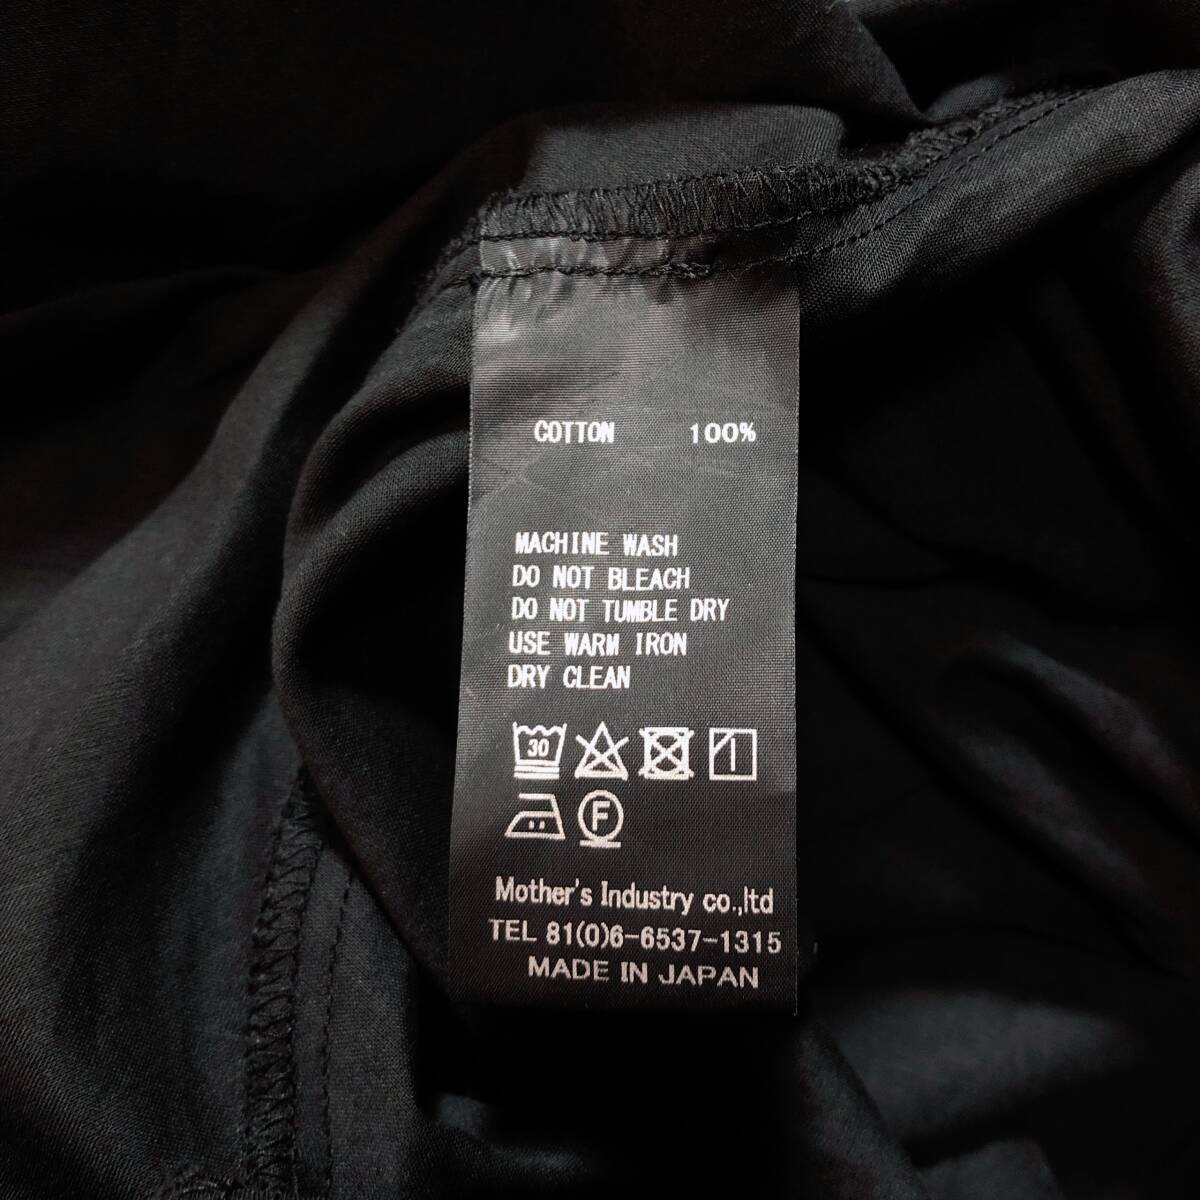 COTTON 100%
MACHINE WASH
DO NOT BLEACH
DO NOT TUMBLE DRY
USE WARM IRON
DRY CLEAN
30
F
Mother's Industry co.,ltd
TEL 81(0)6-6537-1315
MADE IN JAPAN